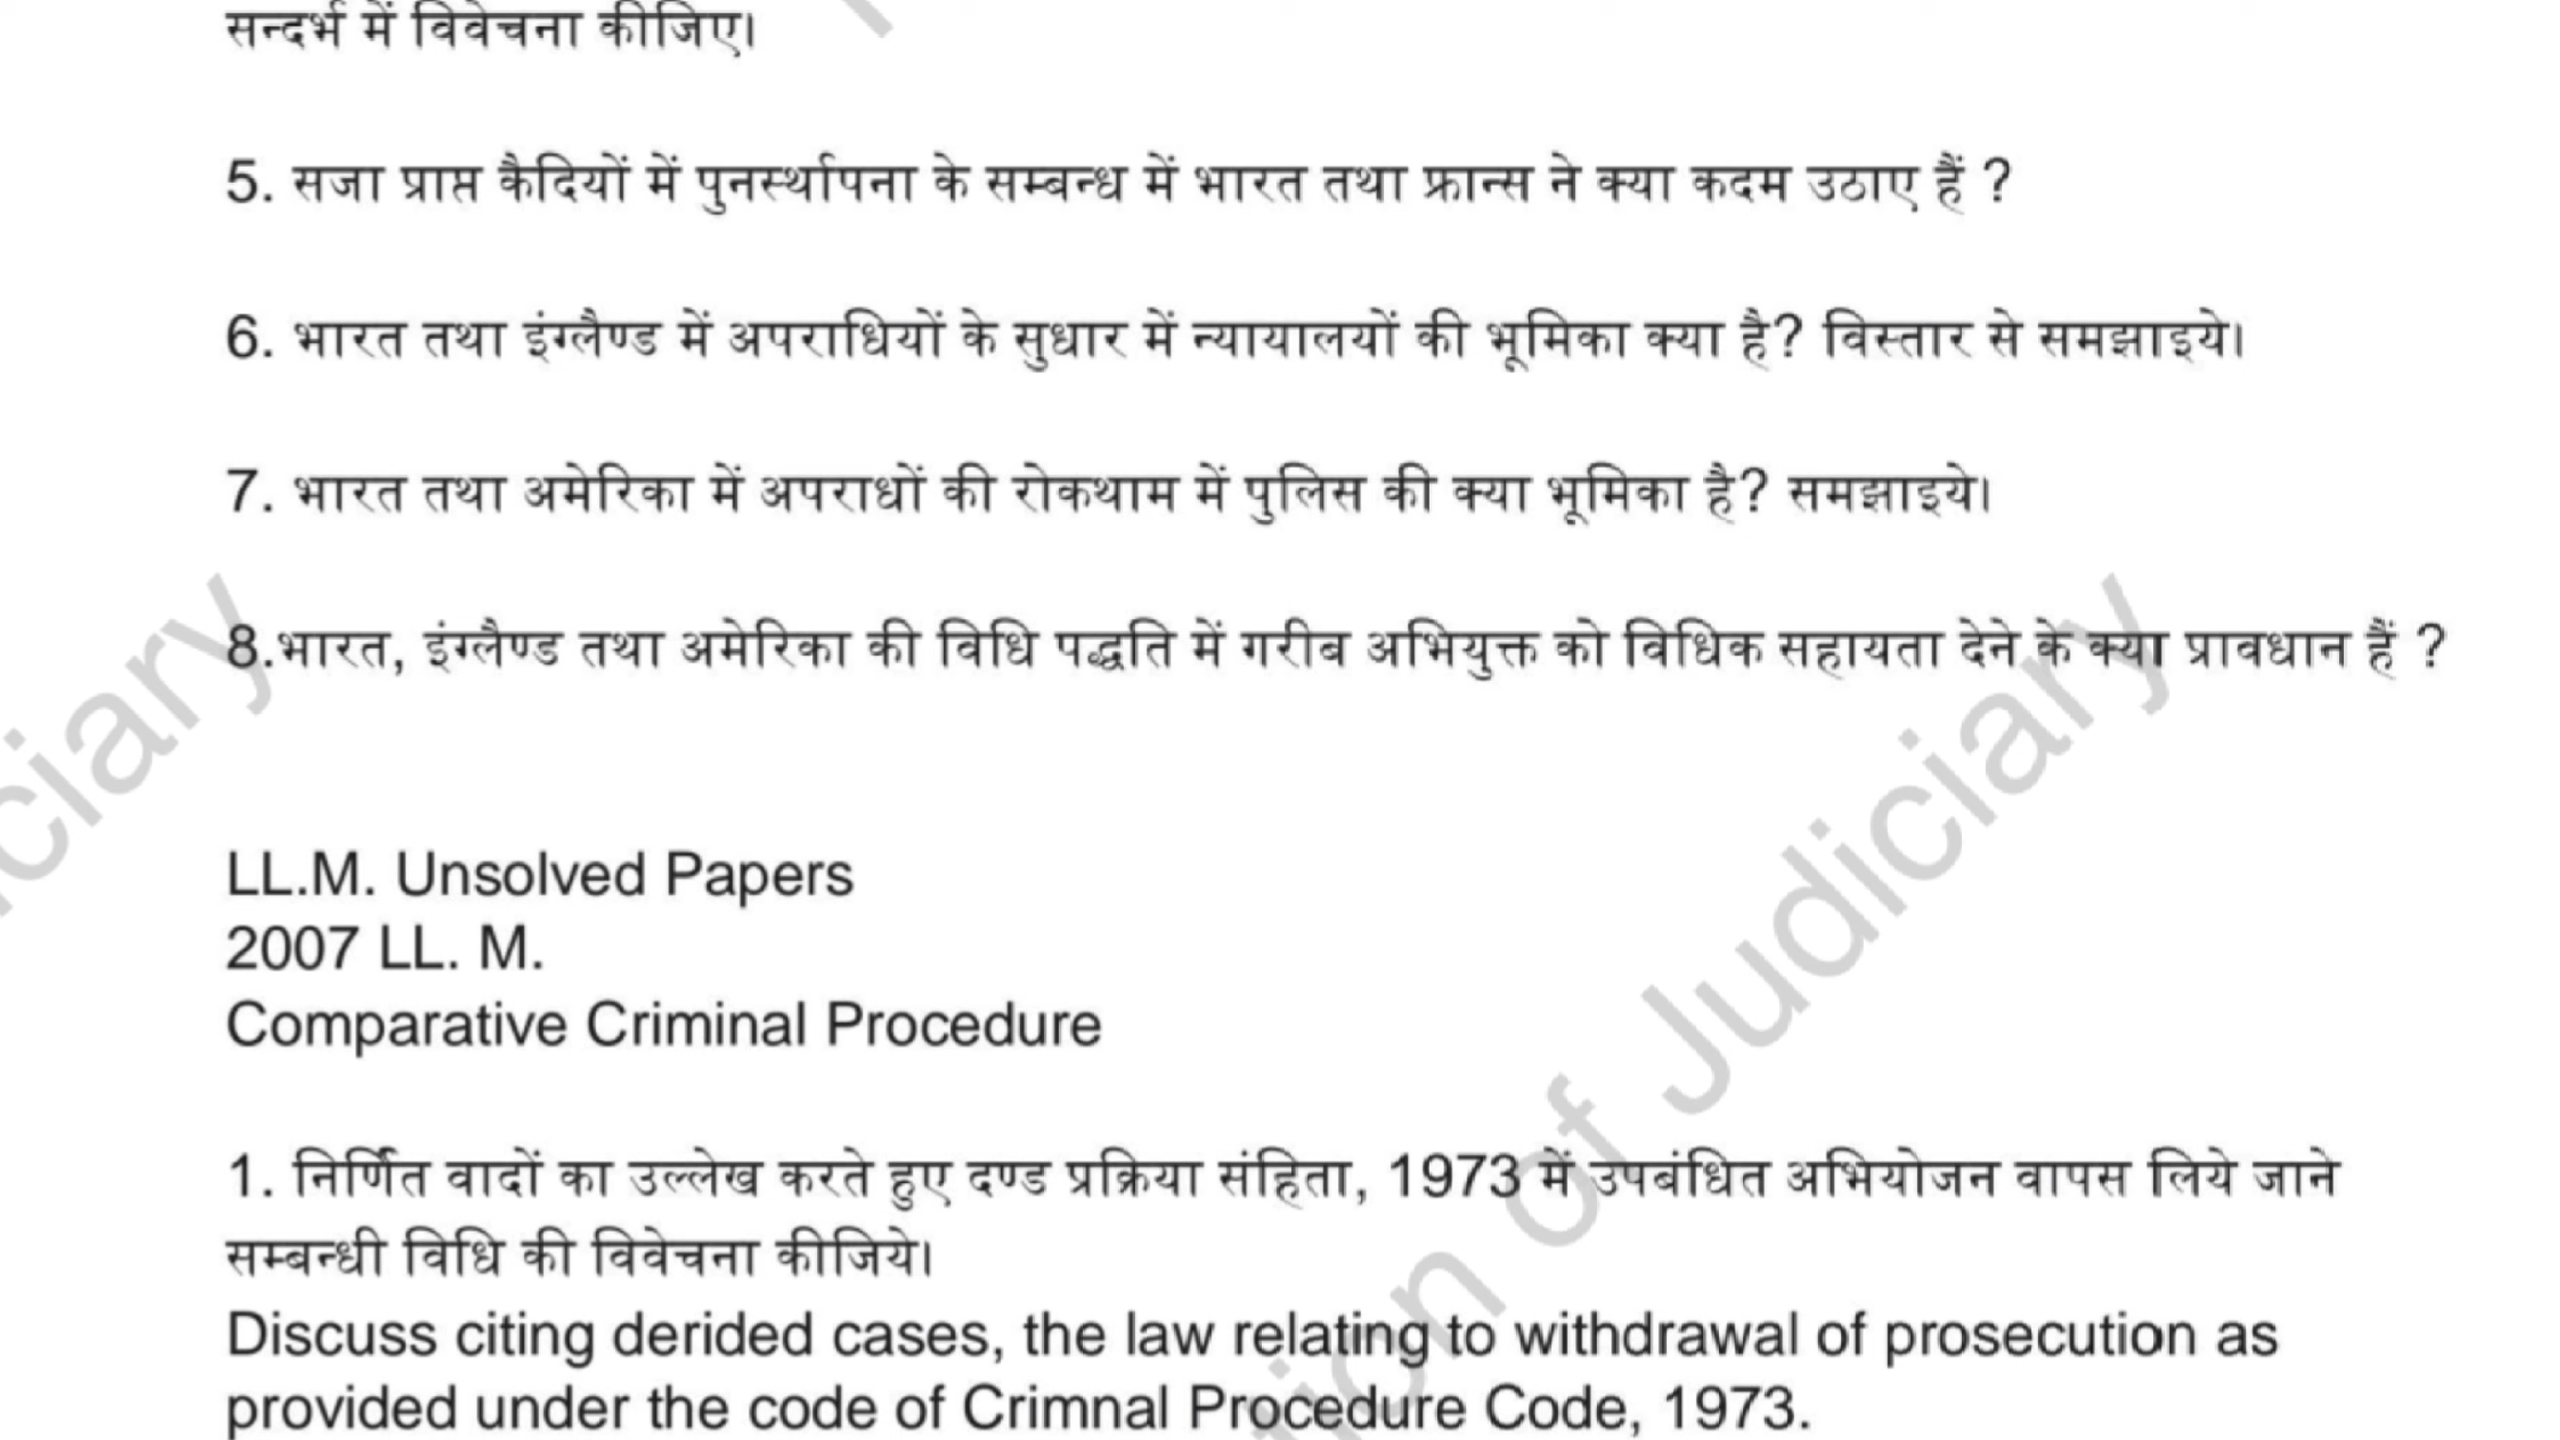 सन्दर्भ में विवेचना कीजिए।
5. सजा प्राप्त कैदियों में पुनर्स्थापना के सम्बन्ध में भारत तथा फ्रान्स ने क्या कदम उठाए हैं ?
6. भारत तथा इंग्लैण्ड में अपराधियों के सुधार में न्यायालयों की भूमिका क्या है? विस्तार से समझाइये।
7. भारत तथा अमेरिका में अपराधों की रोकथाम में पुलिस की क्या भूमिका है? समझाइये।
8.भारत, इंग्लैण्ड तथा अमेरिका की विधि पद्धति में गरीब अभियुक्त को विधिक सहायता देने के क्या प्रावधान हैं ?
ciary
LL.M. Unsolved Papers
2007 LL. M.
Comparative Criminal Procedure
1. निर्णित वादों का उल्लेख करते हुए दण्ड प्रक्रिया संहिता, 1973 में उपबंधित अभियोजन वापस लिये जाने
सम्बन्धी विधि की विवेचना कीजिये।
Discuss citing derided cases, the law relating to withdrawal of prosecution as
provided under the code of Crimnal Procedure Code, 1973.
tion of Judiciary